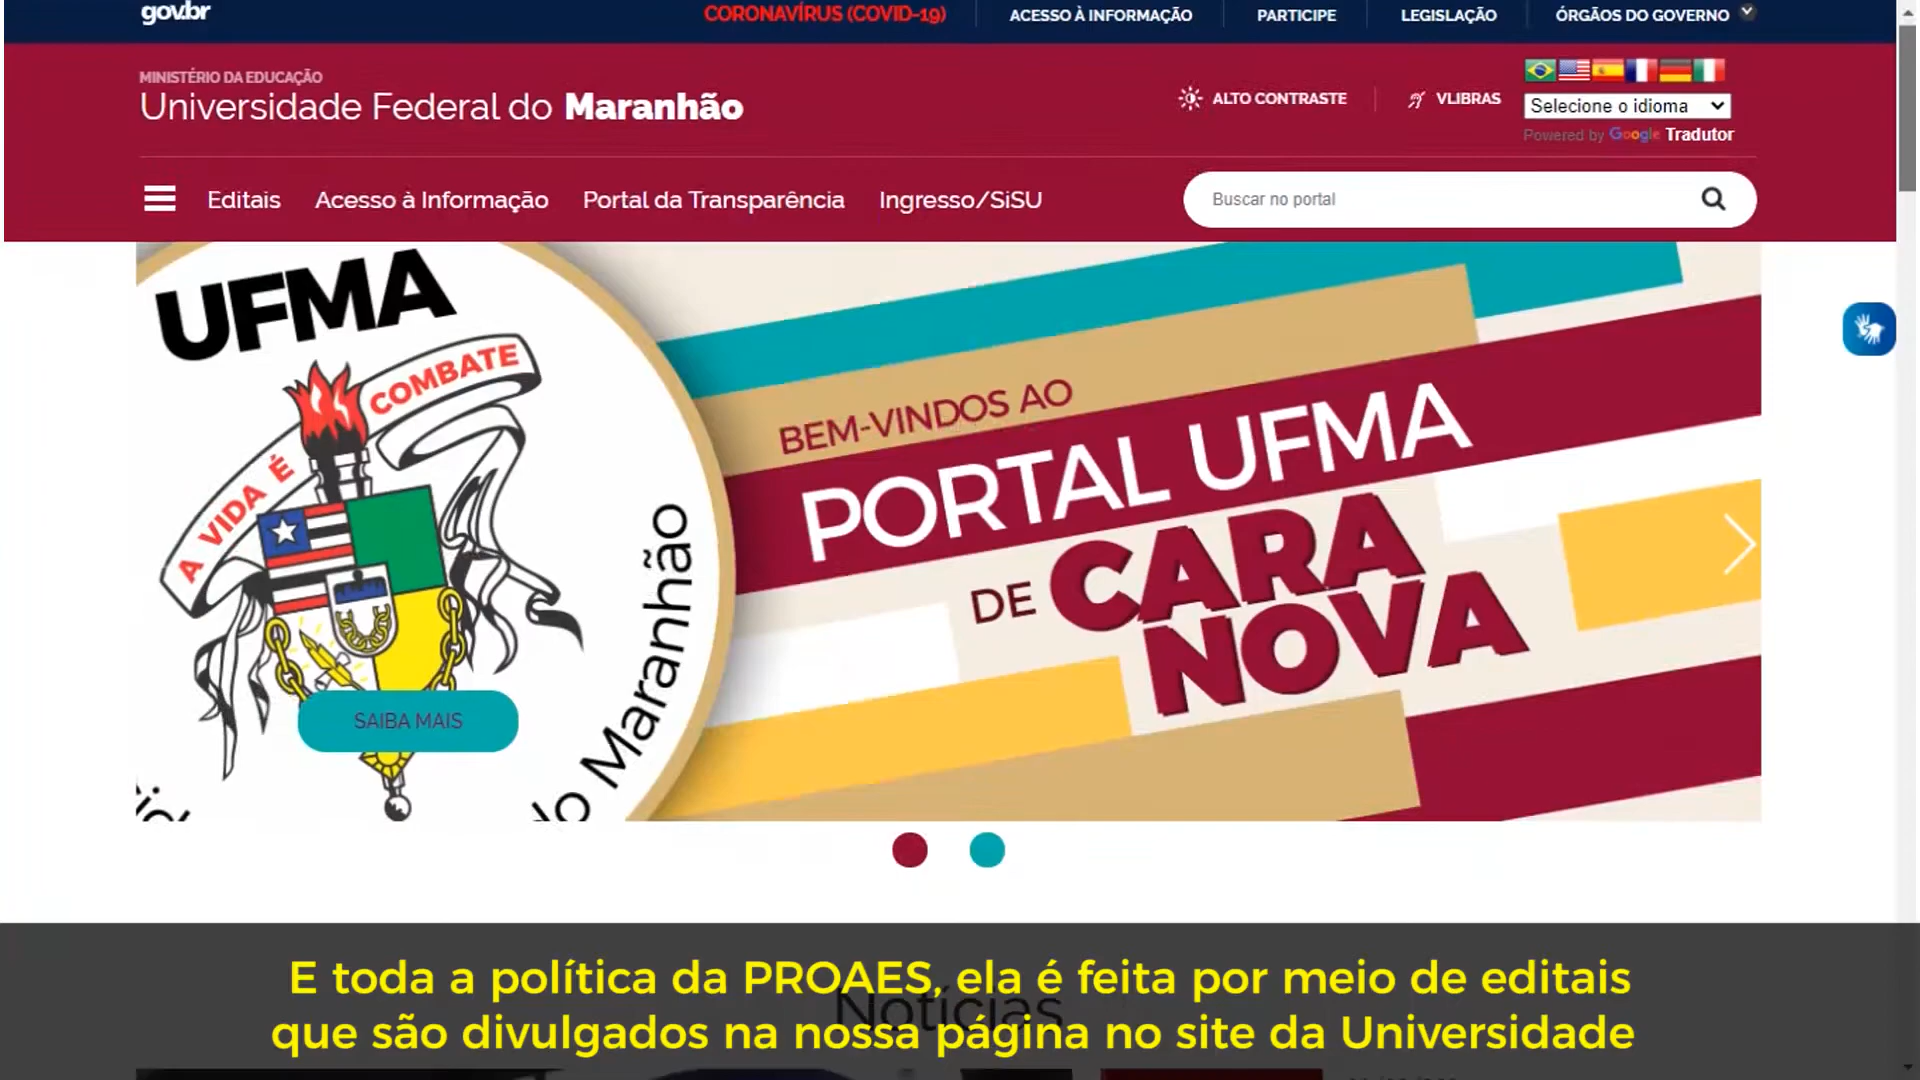 gov.br
CORONAVÍRUS (COVID-19)
ACESSO À INFORMAÇÃO
PARTICIPE
LEGISLAÇÃO
ÓRGÃOS DO GOVERNO
MINISTÉRIO DA EDUCAÇÃO
Universidade Federal do Maranhão
ALTO CONTRASTE
VLIBRAS
Selecione o idioma
Powered by Google Tradutor
Editais
Acesso à Informação
Portal da Transparência
Ingresso/SiSU
Buscar no portal
UFMA
A VIDA É COMBATE
do Maranhão
SAIBA MAIS
BEM-VINDOS AO
PORTAL UFMA
DE CARA
NOVA
Notícias
E toda a política da PROAES, ela é feita por meio de editais
que são divulgados na nossa página no site da Universidade